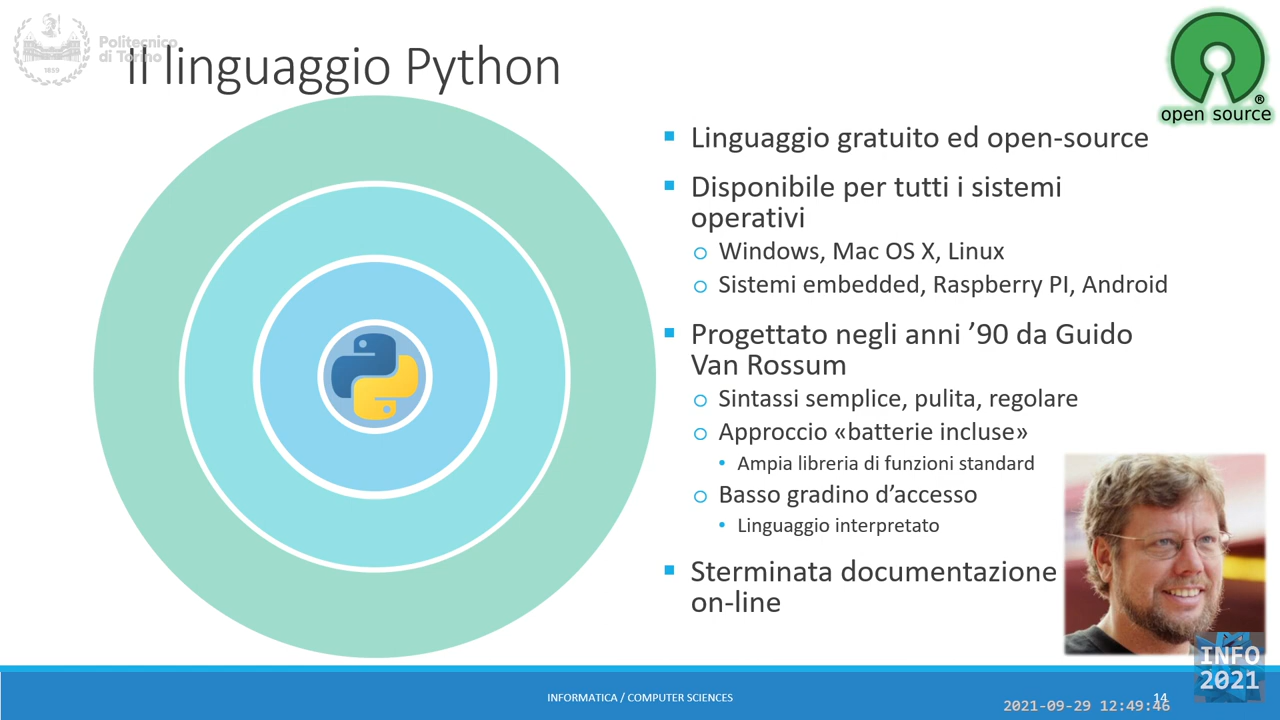 Politecnico
di Torino
1859
Il linguaggio Python
open source
®
Linguaggio gratuito ed open-source
Disponibile per tutti i sistemi
operativi
Windows, Mac OS X, Linux
Sistemi embedded, Raspberry PI, Android
Progettato negli anni ’90 da Guido
Van Rossum
Sintassi semplice, pulita, regolare
Approccio «batterie incluse»
Ampia libreria di funzioni standard
Basso gradino d’accesso
Linguaggio interpretato
Sterminata documentazione
on-line
INFO
2021
INFORMATICA / COMPUTER SCIENCES
14
2021-09-29 12:49:46